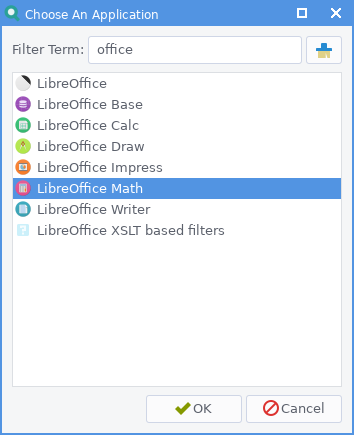 Choose An Application
Filter Term: office
LibreOffice
LibreOffice Base
LibreOffice Calc
LibreOffice Draw
LibreOffice Impress
LibreOffice Math
LibreOffice Writer
LibreOffice XSLT based filters
OK Cancel